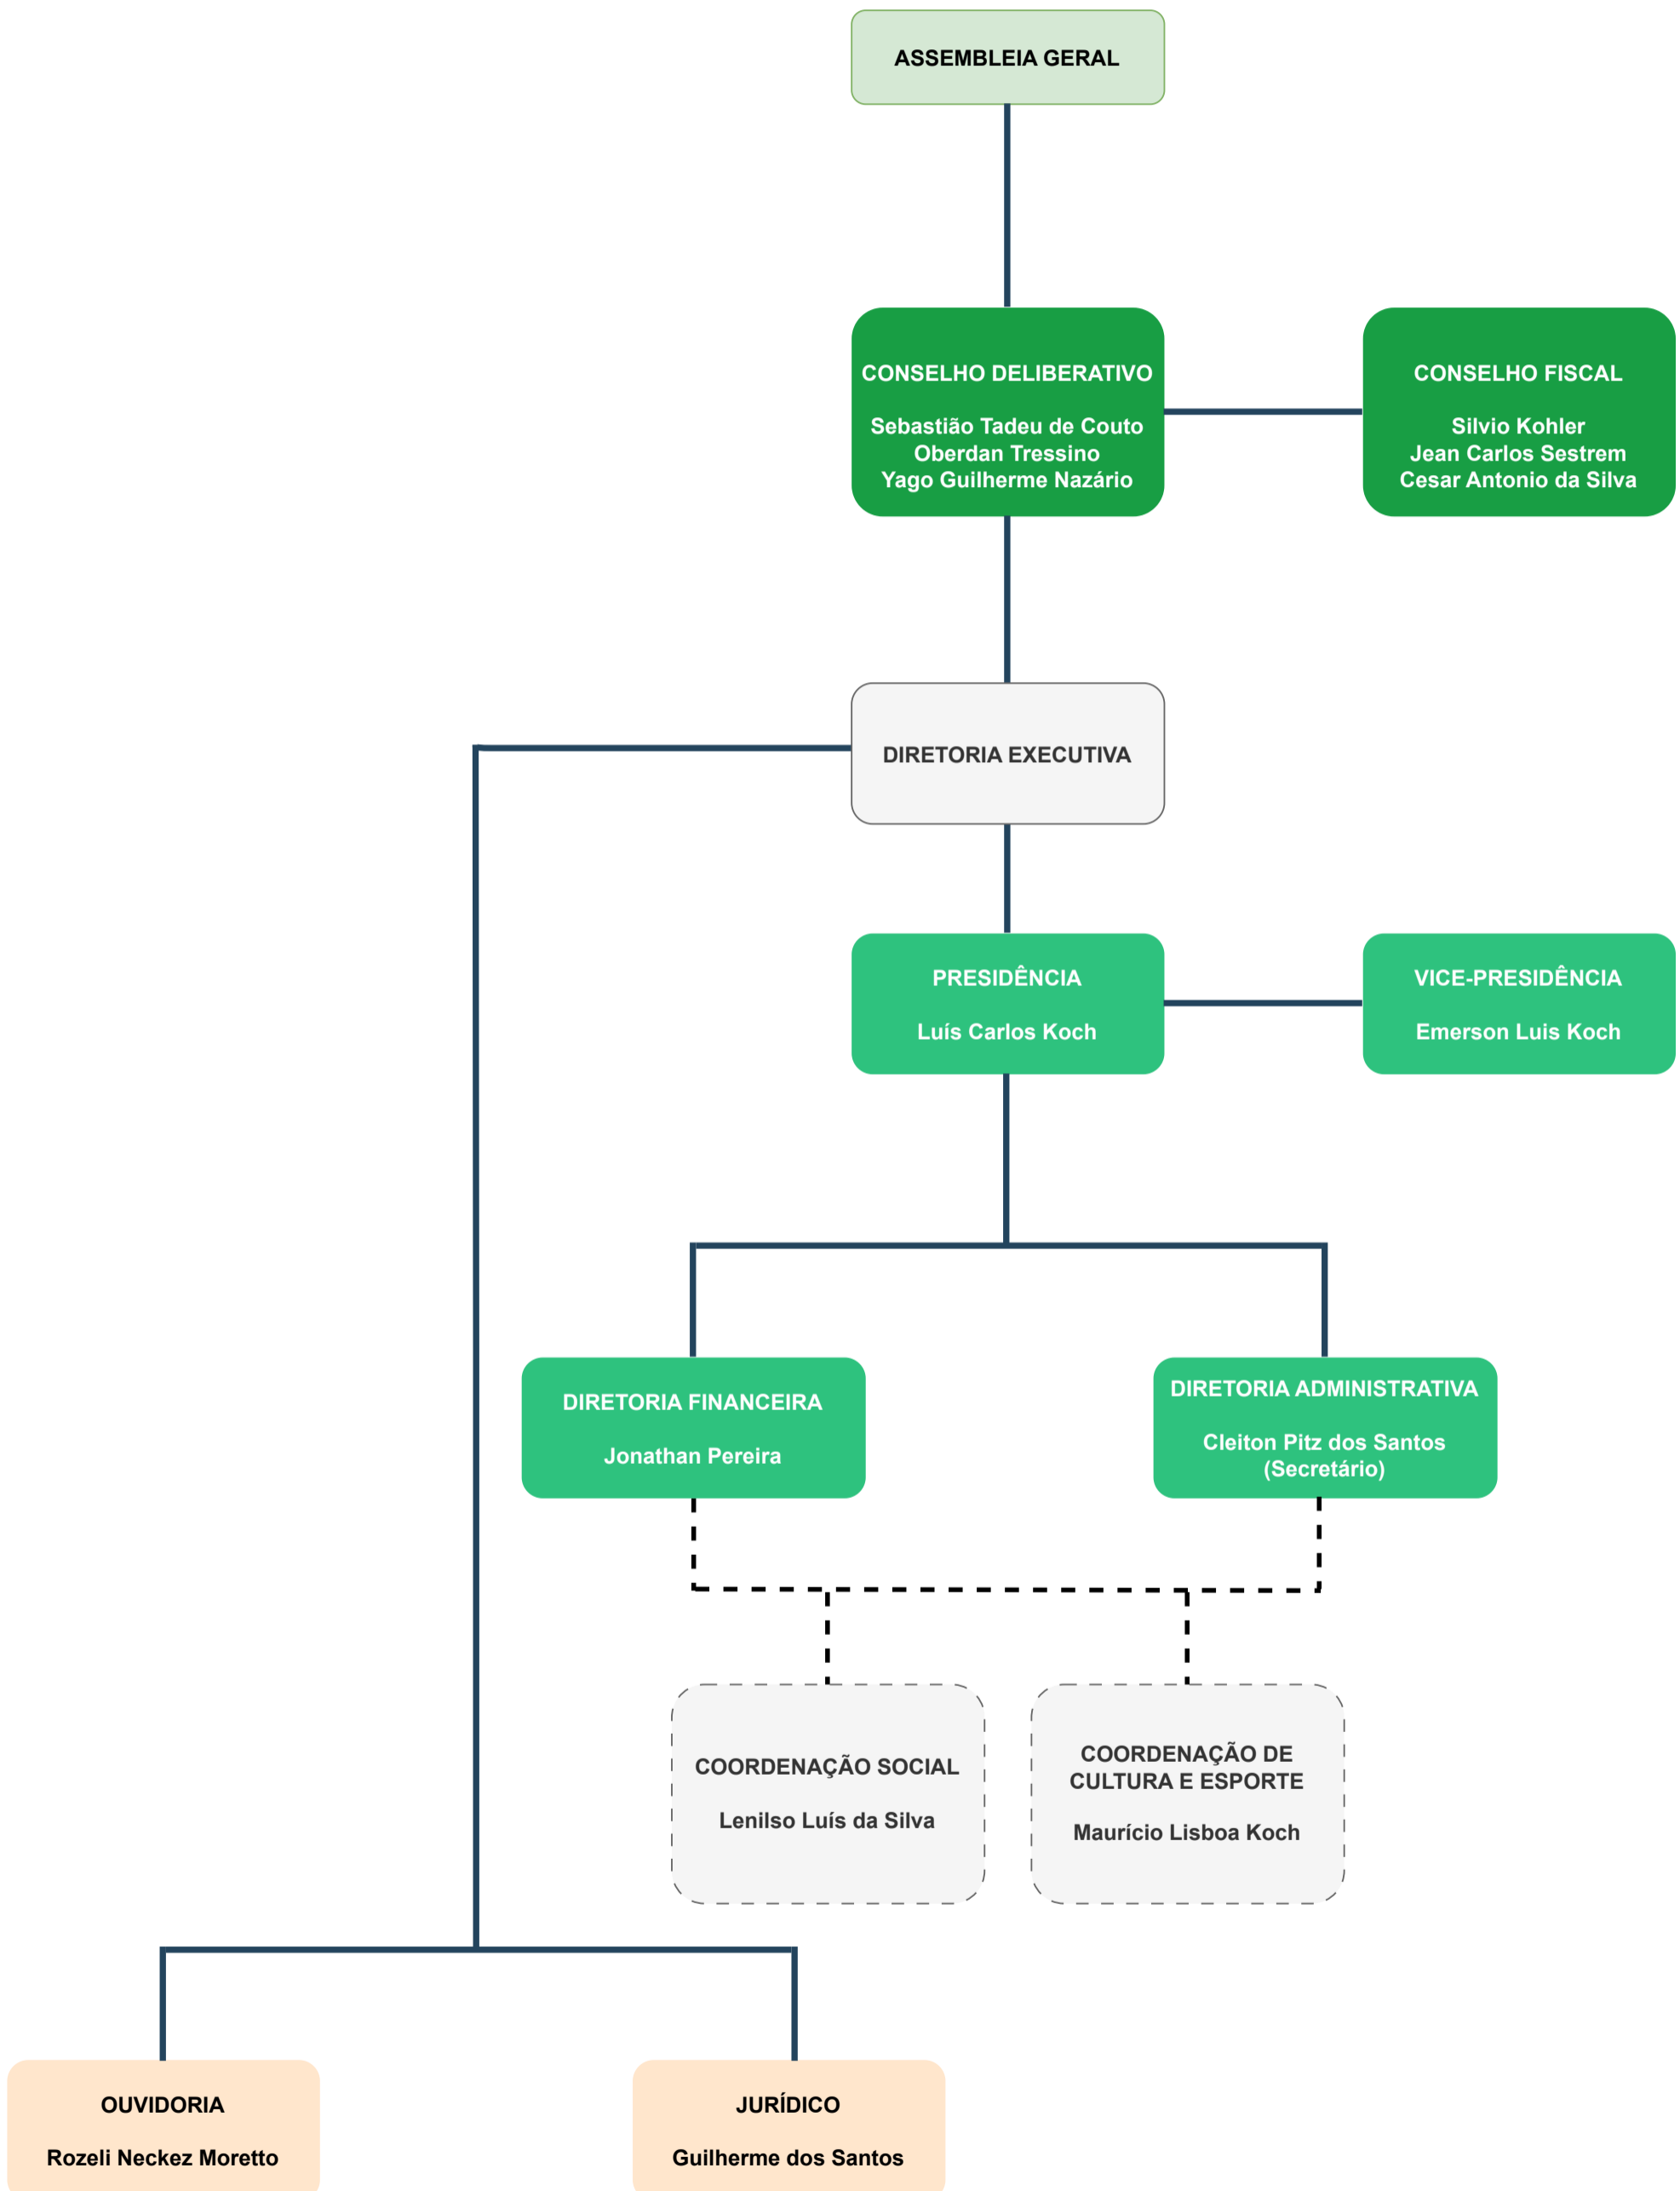 ASSEMBLEIA GERAL
CONSELHO DELIBERATIVO
Sebastião Tadeu de Couto
Oberdan Tressino
Yago Guilherme Nazário
CONSELHO FISCAL
Silvio Kohler
Jean Carlos Sestrem
Cesar Antonio da Silva
DIRETORIA EXECUTIVA
PRESIDÊNCIA
Luís Carlos Koch
VICE-PRESIDÊNCIA
Emerson Luis Koch
DIRETORIA FINANCEIRA
Jonathan Pereira
DIRETORIA ADMINISTRATIVA
Cleiton Pitz dos Santos
(Secretário)
COORDENAÇÃO SOCIAL
Lenilso Luís da Silva
COORDENAÇÃO DE
CULTURA E ESPORTE
Maurício Lisboa Koch
OUVIDORIA
Rozeli Neckez Moretto
JURÍDICO
Guilherme dos Santos